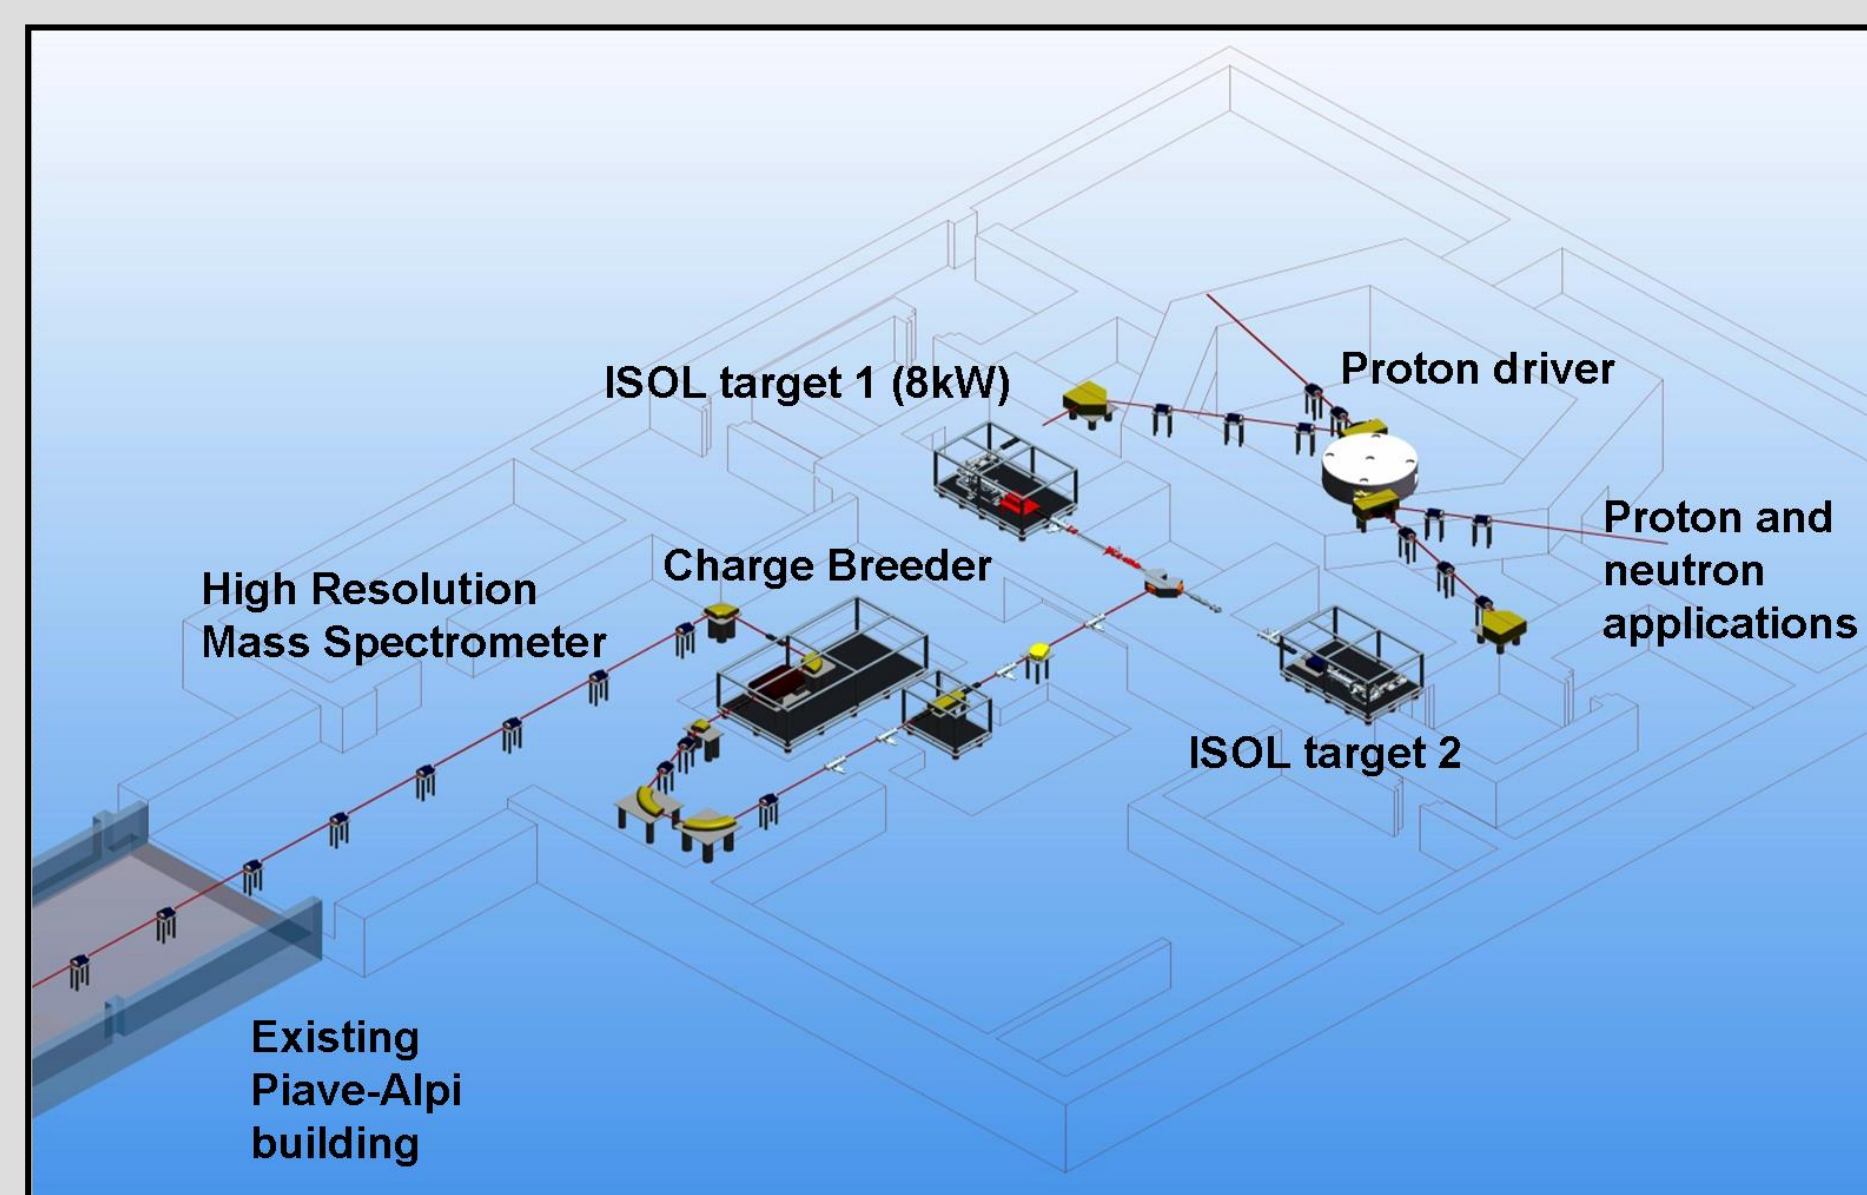 ISOL target 1 (8kW)
Proton driver
Proton and
neutron
applications
Charge Breeder
High Resolution
Mass Spectrometer
ISOL target 2
Existing
Piave-Alpi
building